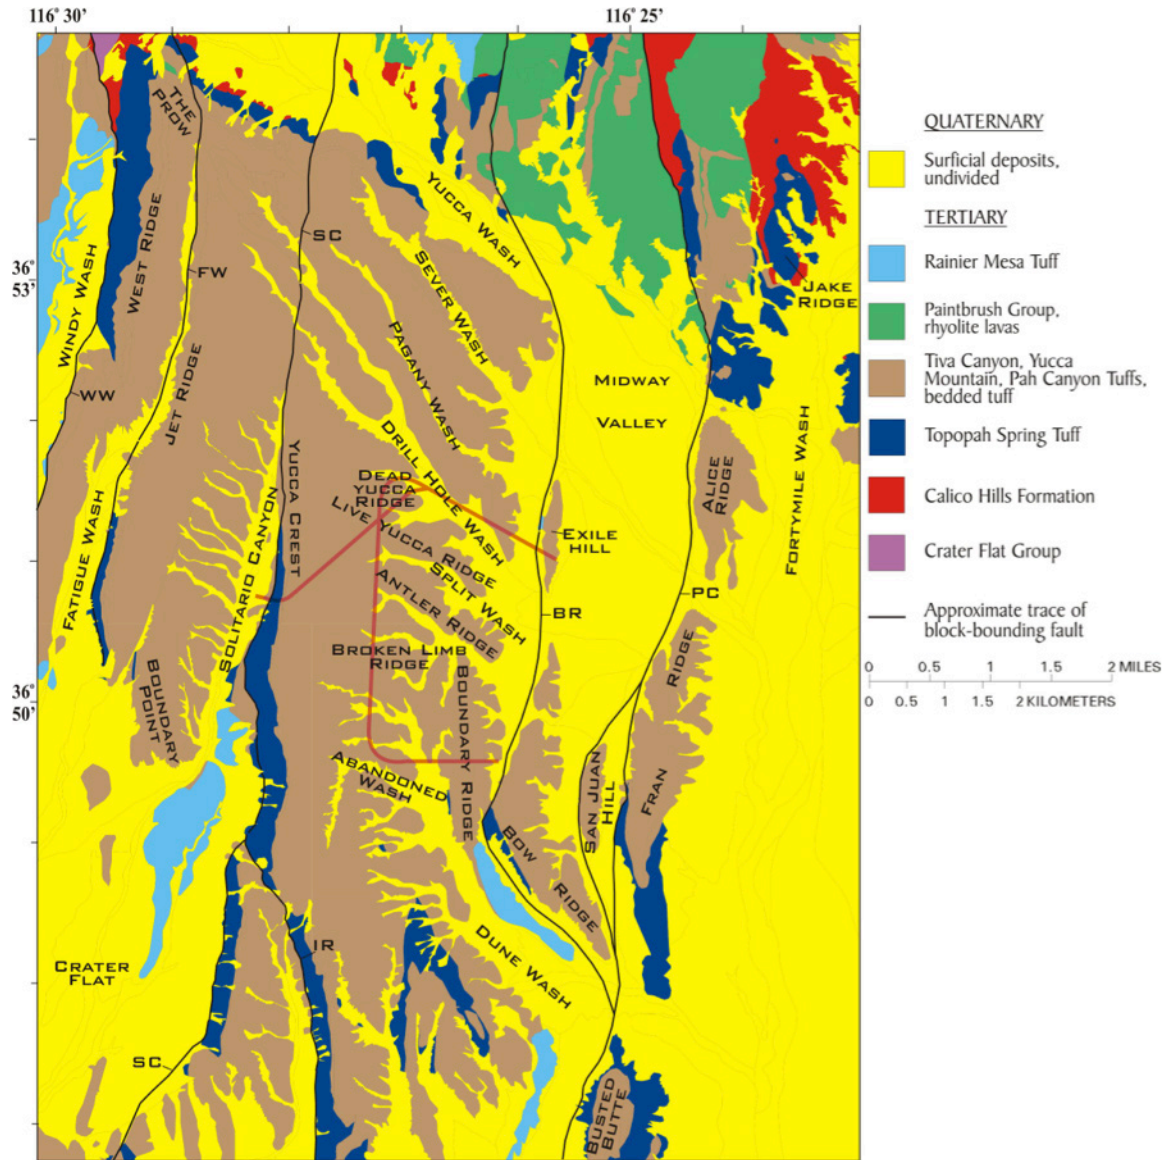 116° 30'
116° 25'
THE
PROW
YUCCA WASH
SC
WEST RIDGE
SEVER WASH
36°
53'
FW
WINDY WASH
JAKE
RIDGE
PAGANY WASH
JET RIDGE
WW
MIDWAY
VALLEY
FORTYMILE WASH
DRILL HOLE WASH
YUCCA CREST
ALICE
RIDGE
DEAD
YUCCA
RIDGE
LIVE YUCCA RIDGE
FATIGUE WASH
SOLITARIO CANYON
EXILE
HILL
SPLIT WASH
ANTLER RIDGE
PC
BR
BROKEN LIMB
RIDGE
RIDGE
BOUNDARY
POINT
BOUNDARY RIDGE
36°
50'
ABANDONED
WASH
SAN JUAN
HILL
FRAN
BOW
RIDGE
DUNE WASH
IR
CRATER
FLAT
SC
BUSTED
BUTTE
QUATERNARY
Surficial deposits,
undivided
TERTIARY
Rainier Mesa Tuff
Paintbrush Group,
rhyolite lavas
Tiva Canyon, Yucca
Mountain, Pah Canyon Tuffs,
bedded tuff
Topopah Spring Tuff
Calico Hills Formation
Crater Flat Group
Approximate trace of
block-bounding fault
0 0.5 1 1.5 2 MILES
0 0.5 1 1.5 2 KILOMETERS